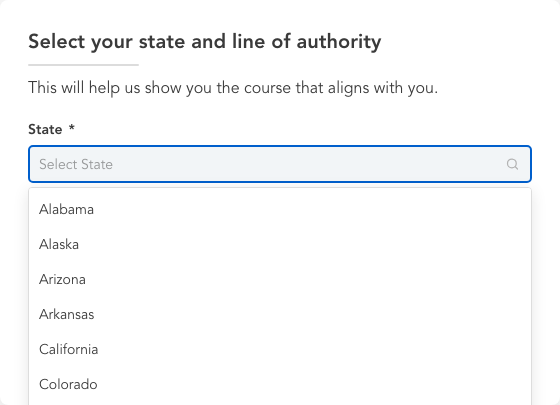 Select your state and line of authority
This will help us show you the course that aligns with you.
State *
Select State
Alabama
Alaska
Arizona
Arkansas
California
Colorado